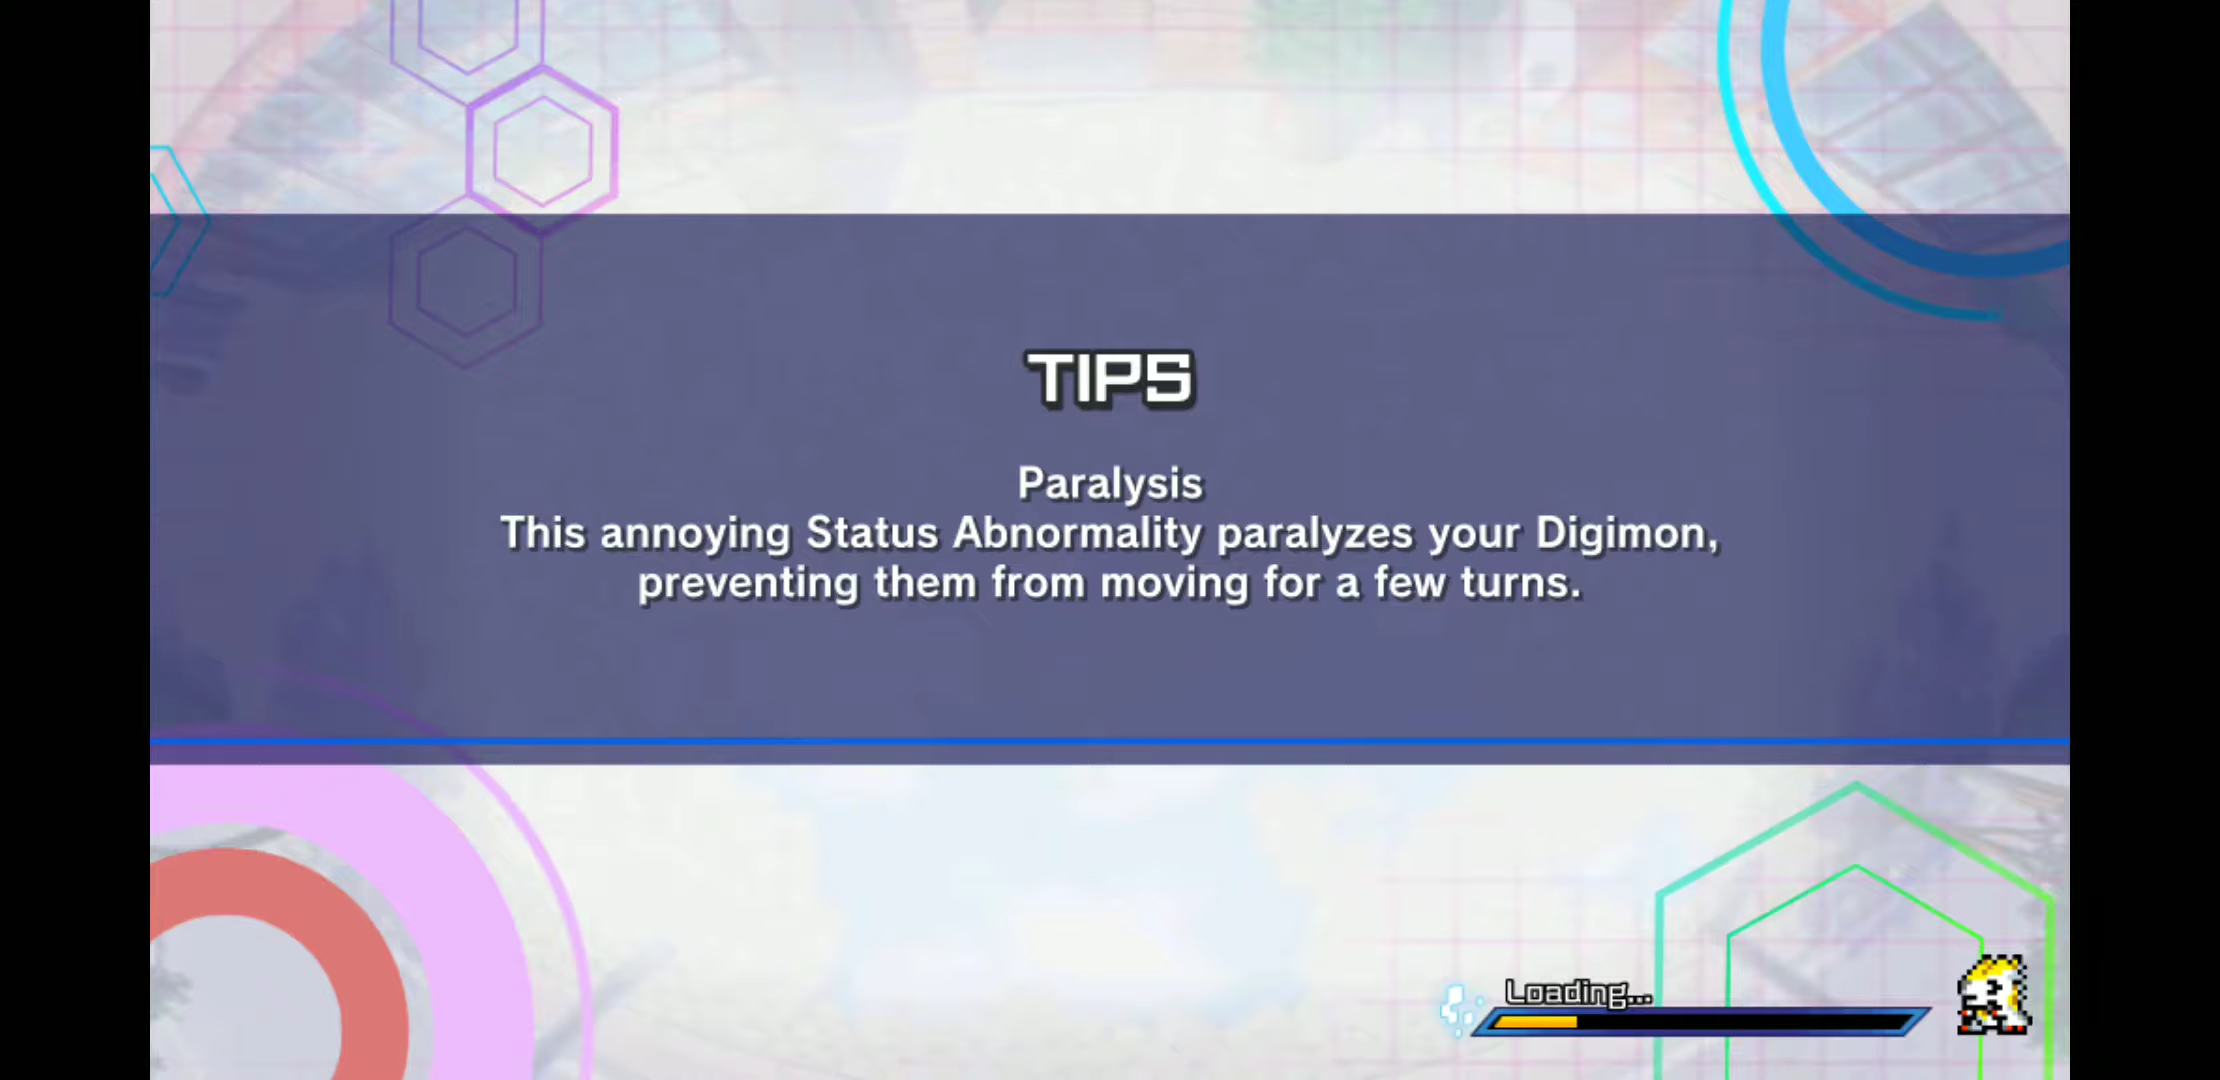 TIPS
Paralysis
This annoying Status Abnormality paralyzes your Digimon,
preventing them from moving for a few turns.
Loading...